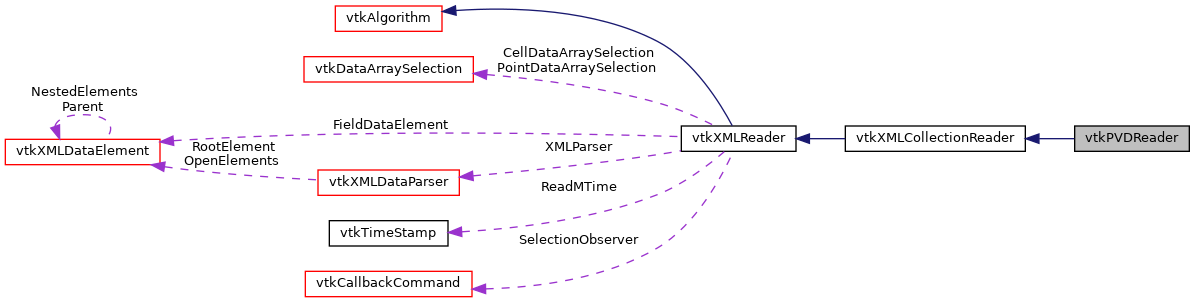 vtkAlgorithm
CellDataArraySelection
PointDataArraySelection
vtkDataArraySelection
NestedElements
Parent
FieldDataElement
vtkXMLReader
vtkXMLCollectionReader
vtkPVDReader
vtkXMLDataElement
RootElement
OpenElements
XMLParser
vtkXMLDataParser
ReadMTime
vtkTimeStamp
SelectionObserver
vtkCallbackCommand